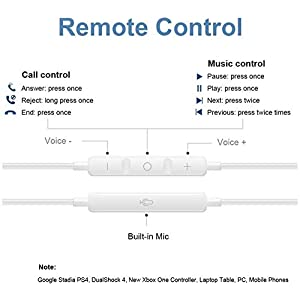 Remote Control
Call control
Answer: press once
Reject: long press once
End: press once
Music control
Pause: press once
Play: press once
Next: press twice
Previous: press twice times
Voice -
Voice +
Built-in Mic
Note:
Google Stadia PS4, DualShock 4, New Xbox One Controller, Laptop Table, PC, Mobile Phones